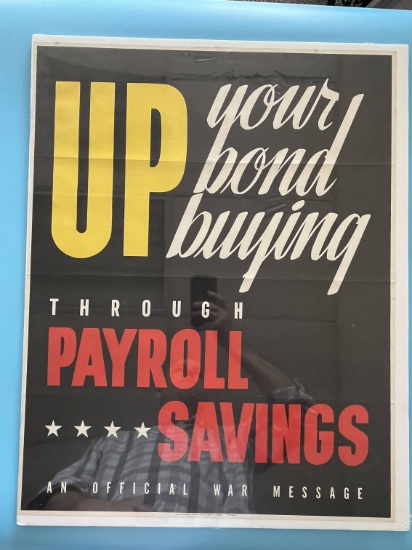 UP your
bond
buying
THROUGH
PAYROLL
SAVINGS
AN OFFICIAL WAR MESSAGE